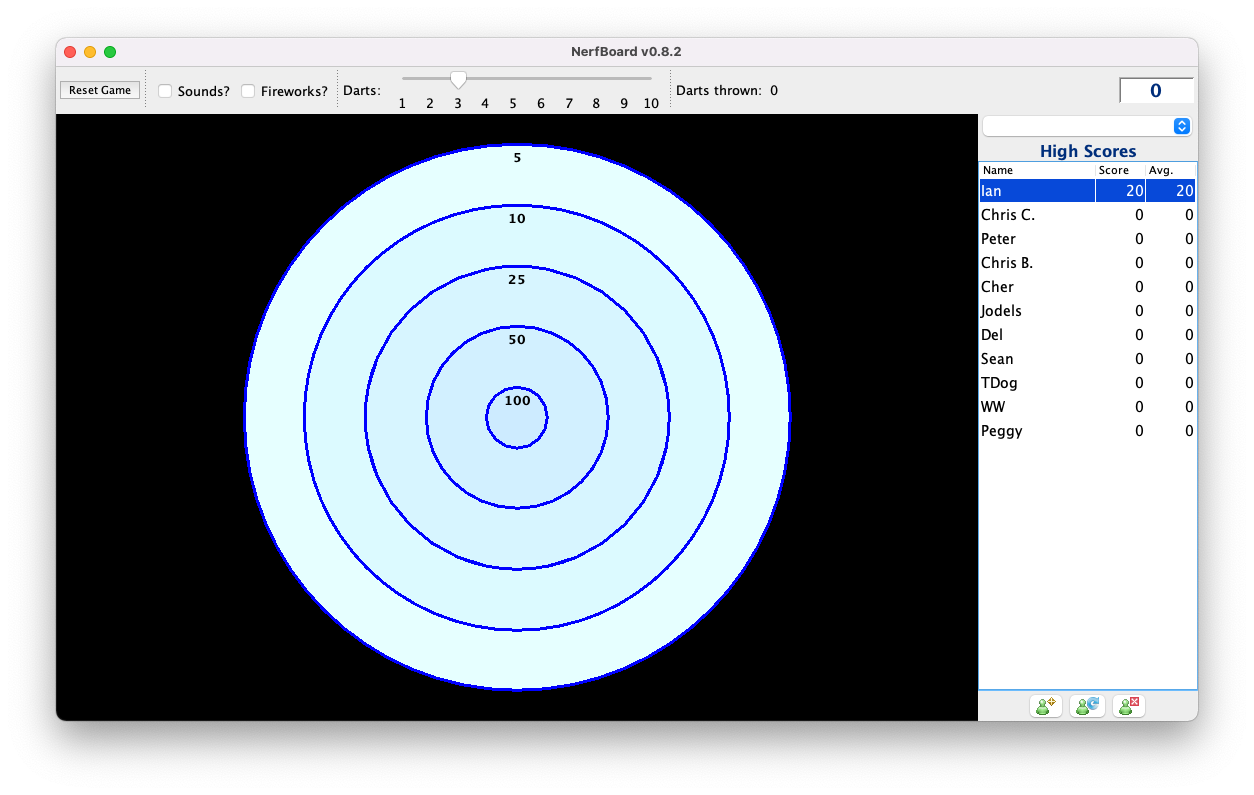 NerfBoard v0.8.2
Reset Game Sounds? Fireworks? Darts: 1 2 3 4 5 6 7 8 9 10 Darts thrown: 0 0
High Scores
Name Score Avg.
Ian 20 20
Chris C. 0 0
Peter 0 0
Chris B. 0 0
Cher 0 0
Jodels 0 0
Del 0 0
Sean 0 0
TDog 0 0
WW 0 0
Peggy 0 0
5
10
25
50
100